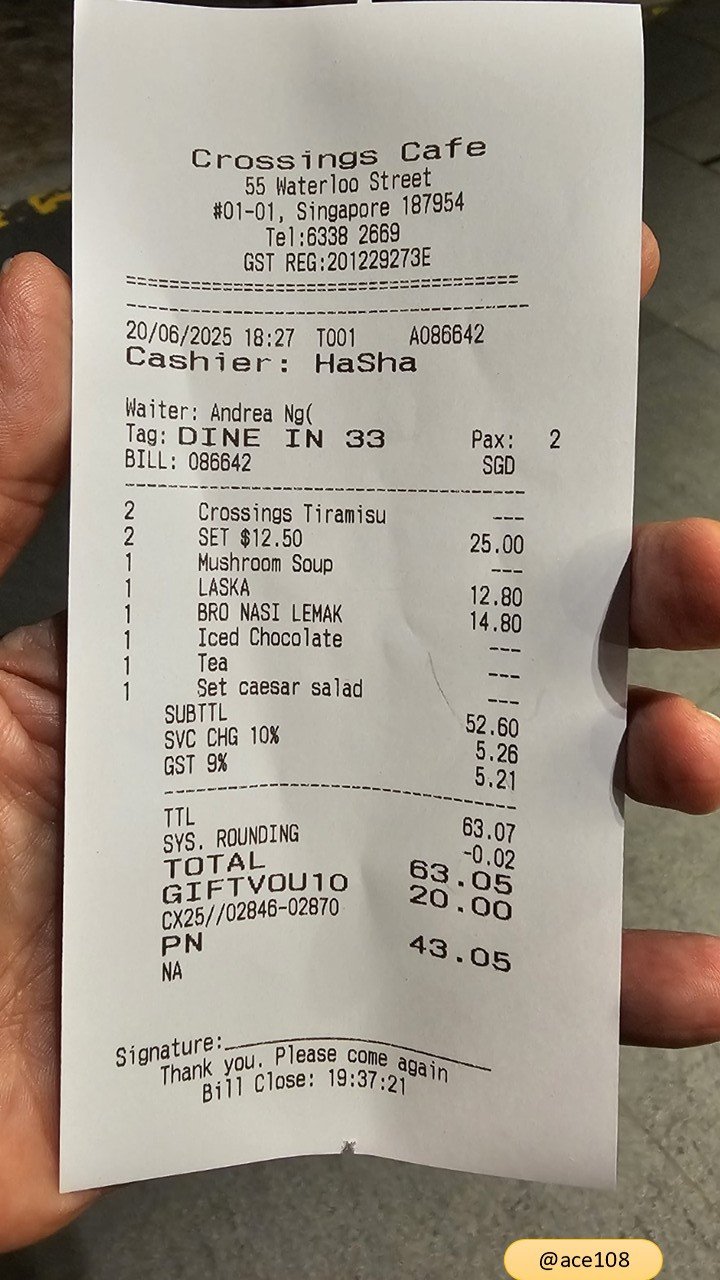 Crossings Cafe
55 Waterloo Street
#01-01, Singapore 187954
Tel:6338 2669
GST REG:201229273E
===================================
-----------------------------------
20/06/2025 18:27 T001 A086642
Cashier: HaSha
Waiter: Andrea Ng(
Tag: DINE IN 33 Pax: 2
BILL: 086642 SGD
-----------------------------------
2 Crossings Tiramisu ---
2 SET $12.50 25.00
1 Mushroom Soup ---
1 LASKA 12.80
1 BRO NASI LEMAK 14.80
1 Iced Chocolate ---
1 Tea ---
1 Set caesar salad ---
SUBTTL 52.60
SVC CHG 10% 5.26
GST 9% 5.21
-----------------------------------
TTL 63.07
SYS. ROUNDING -0.02
TOTAL 63.05
GIFTVOU10 20.00
CX25//02846-02870
PN 43.05
NA
Signature:
Thank you. Please come again
Bill Close: 19:37:21
@ace108